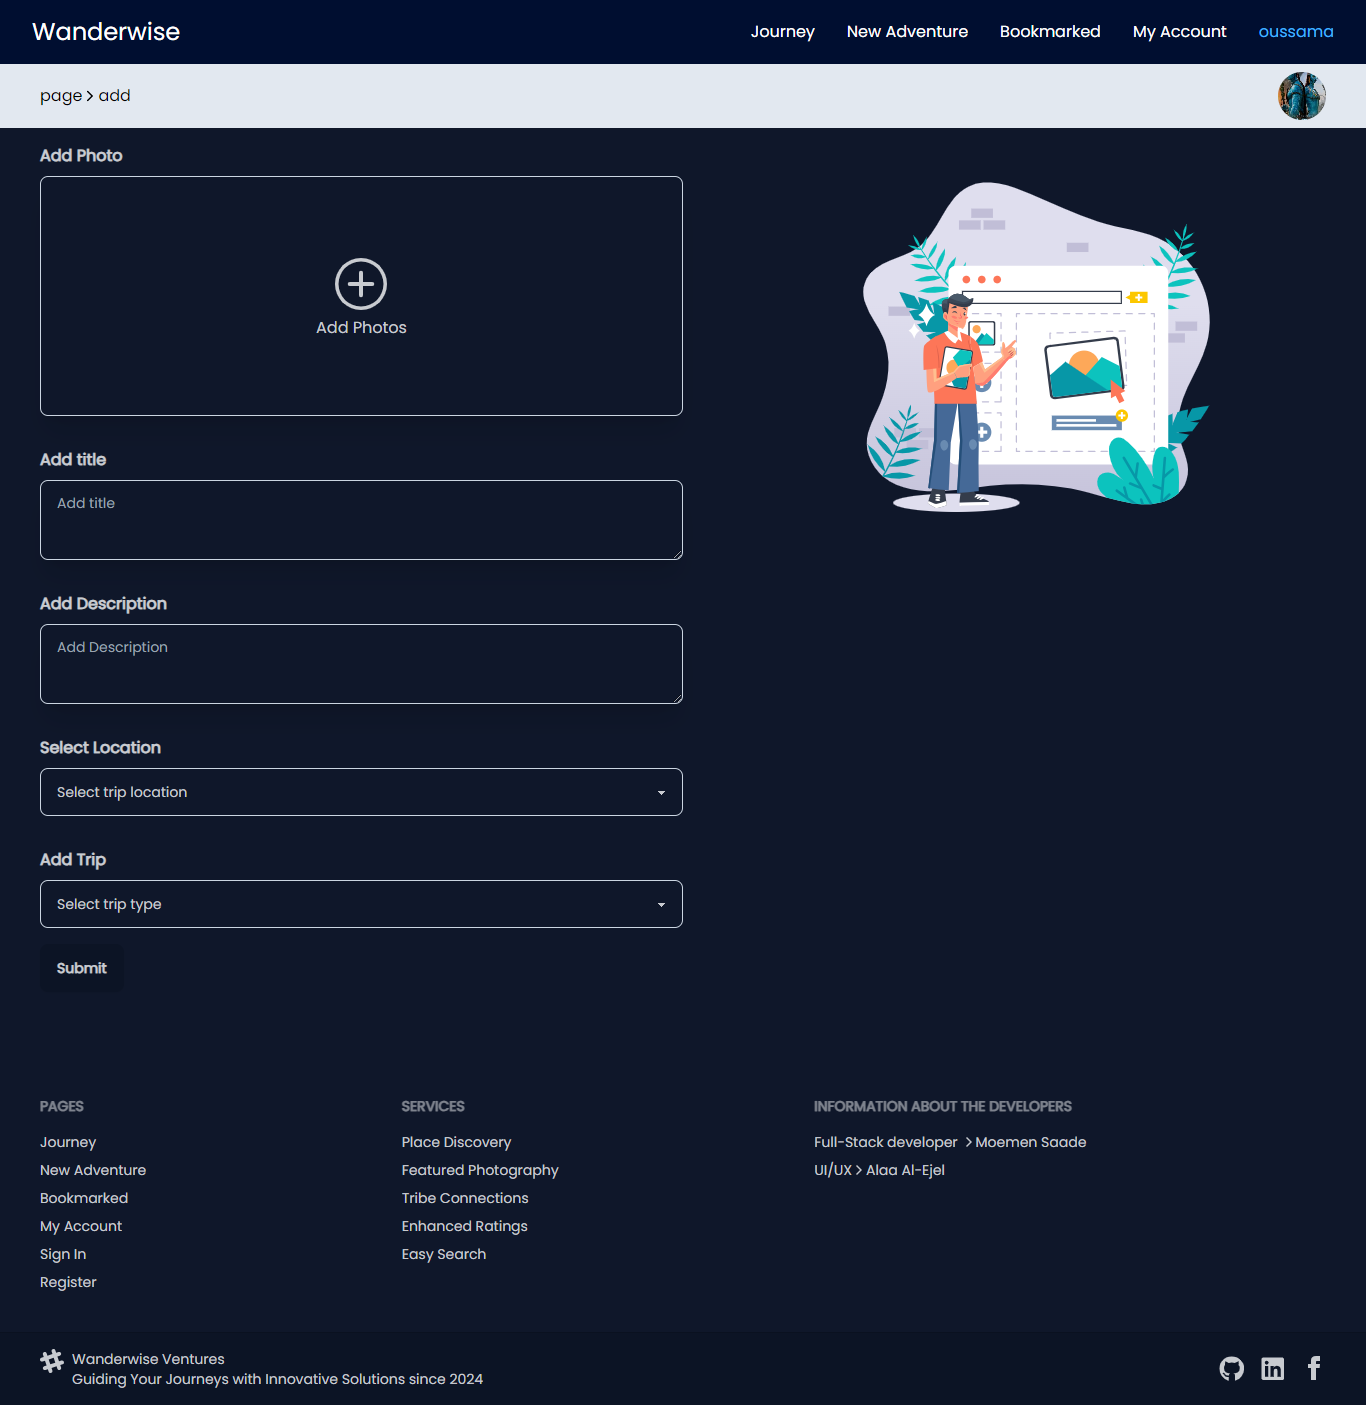 Wanderwise
Journey
New Adventure
Bookmarked
My Account
oussama
page > add
Add Photo
Add Photos
Add title
Add title
Add Description
Add Description
Select Location
Select trip location
Add Trip
Select trip type
Submit
PAGES
Journey
New Adventure
Bookmarked
My Account
Sign In
Register
SERVICES
Place Discovery
Featured Photography
Tribe Connections
Enhanced Ratings
Easy Search
INFORMATION ABOUT THE DEVELOPERS
Full-Stack developer > Moemen Saade
UI/UX > Alaa Al-Ejel
Wanderwise Ventures
Guiding Your Journeys with Innovative Solutions since 2024